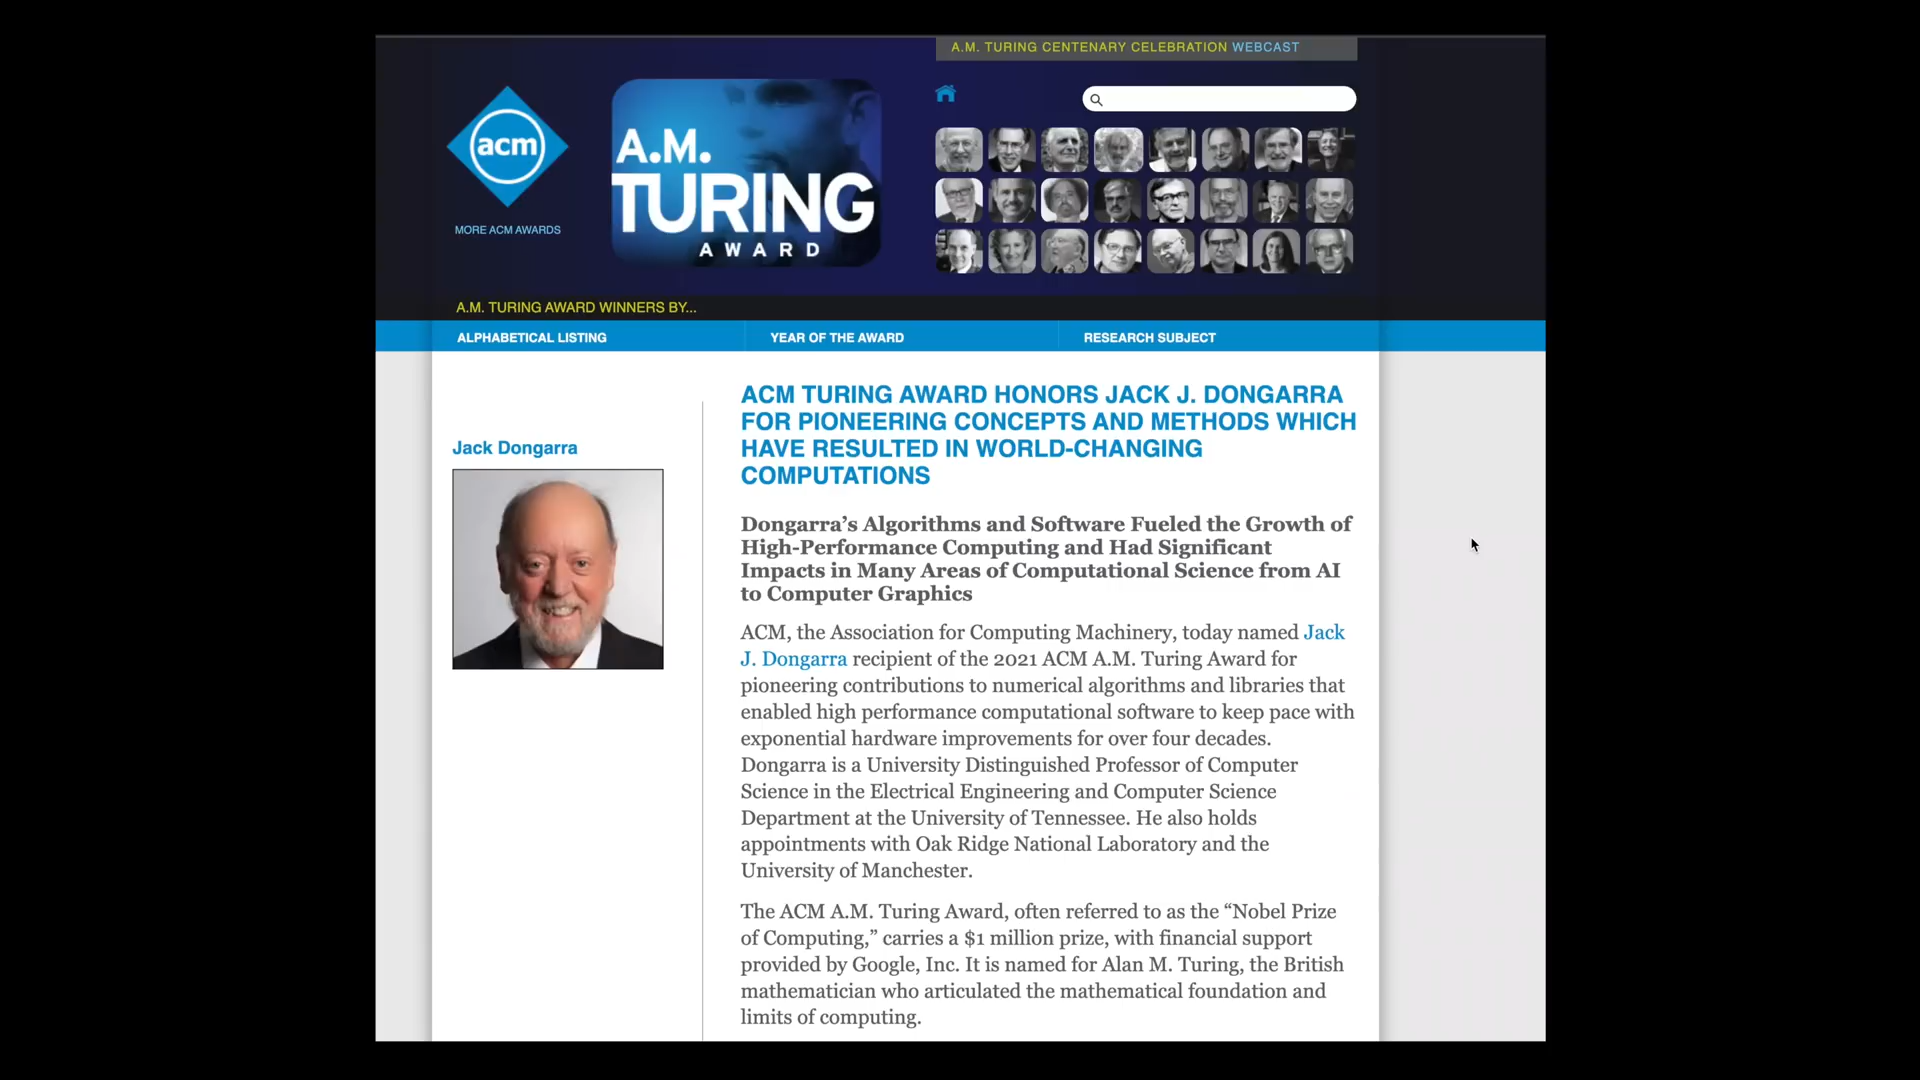 A.M. TURING CENTENARY CELEBRATION WEBCAST
acm
A.M.
TURING
AWARD
MORE ACM AWARDS
A.M. TURING AWARD WINNERS BY...
ALPHABETICAL LISTING
YEAR OF THE AWARD
RESEARCH SUBJECT
Jack Dongarra
ACM TURING AWARD HONORS JACK J. DONGARRA
FOR PIONEERING CONCEPTS AND METHODS WHICH
HAVE RESULTED IN WORLD-CHANGING
COMPUTATIONS
Dongarra’s Algorithms and Software Fueled the Growth of
High-Performance Computing and Had Significant
Impacts in Many Areas of Computational Science from AI
to Computer Graphics
ACM, the Association for Computing Machinery, today named Jack
J. Dongarra recipient of the 2021 ACM A.M. Turing Award for
pioneering contributions to numerical algorithms and libraries that
enabled high performance computational software to keep pace with
exponential hardware improvements for over four decades.
Dongarra is a University Distinguished Professor of Computer
Science in the Electrical Engineering and Computer Science
Department at the University of Tennessee. He also holds
appointments with Oak Ridge National Laboratory and the
University of Manchester.
The ACM A.M. Turing Award, often referred to as the “Nobel Prize
of Computing,” carries a $1 million prize, with financial support
provided by Google, Inc. It is named for Alan M. Turing, the British
mathematician who articulated the mathematical foundation and
limits of computing.